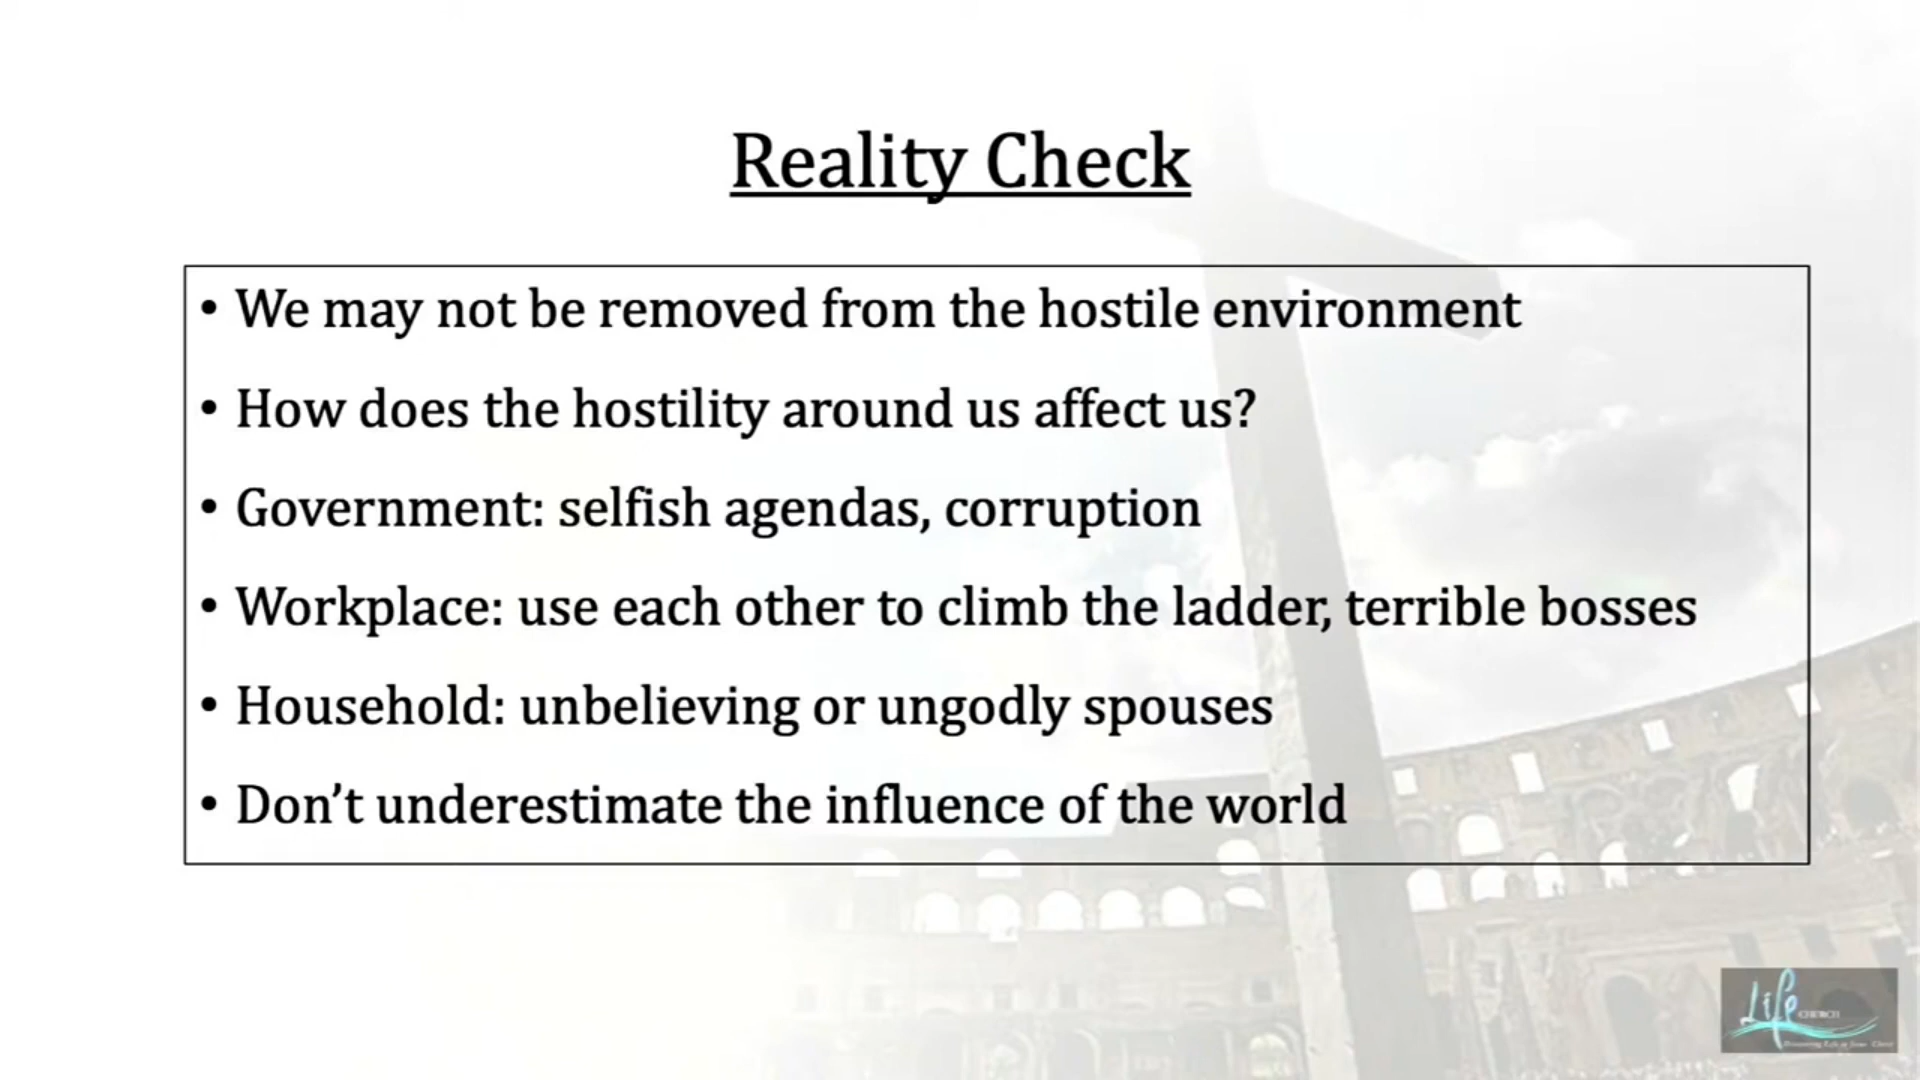 Reality Check
• We may not be removed from the hostile environment
• How does the hostility around us affect us?
• Government: selfish agendas, corruption
• Workplace: use each other to climb the ladder, terrible bosses
• Household: unbelieving or ungodly spouses
• Don’t underestimate the influence of the world
Life CHURCH